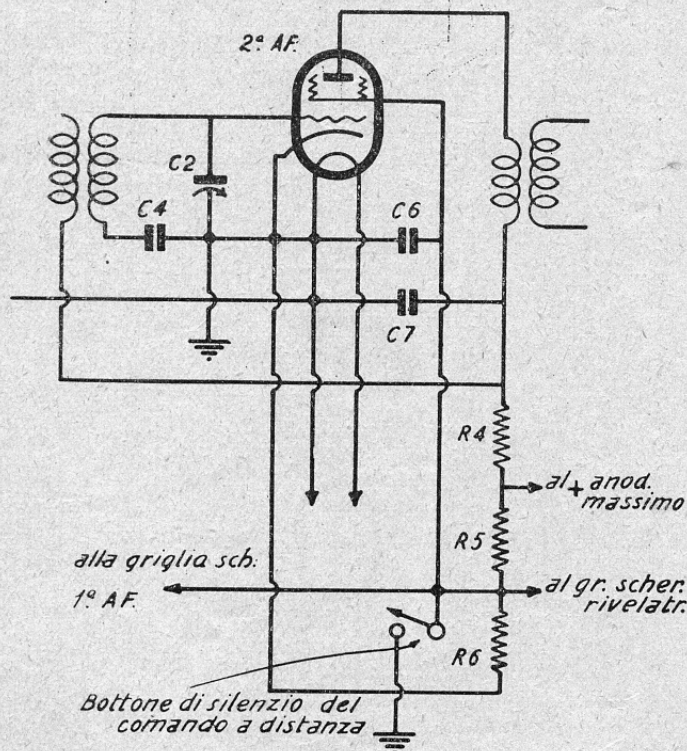 2ª AF.
C2
C4
C6
C7
R4
al + anod.
massimo
R5
alla griglia sch.
1ª AF.
al gr. scher.
rivelatr.
R6
Bottone di silenzio del
comando a distanza